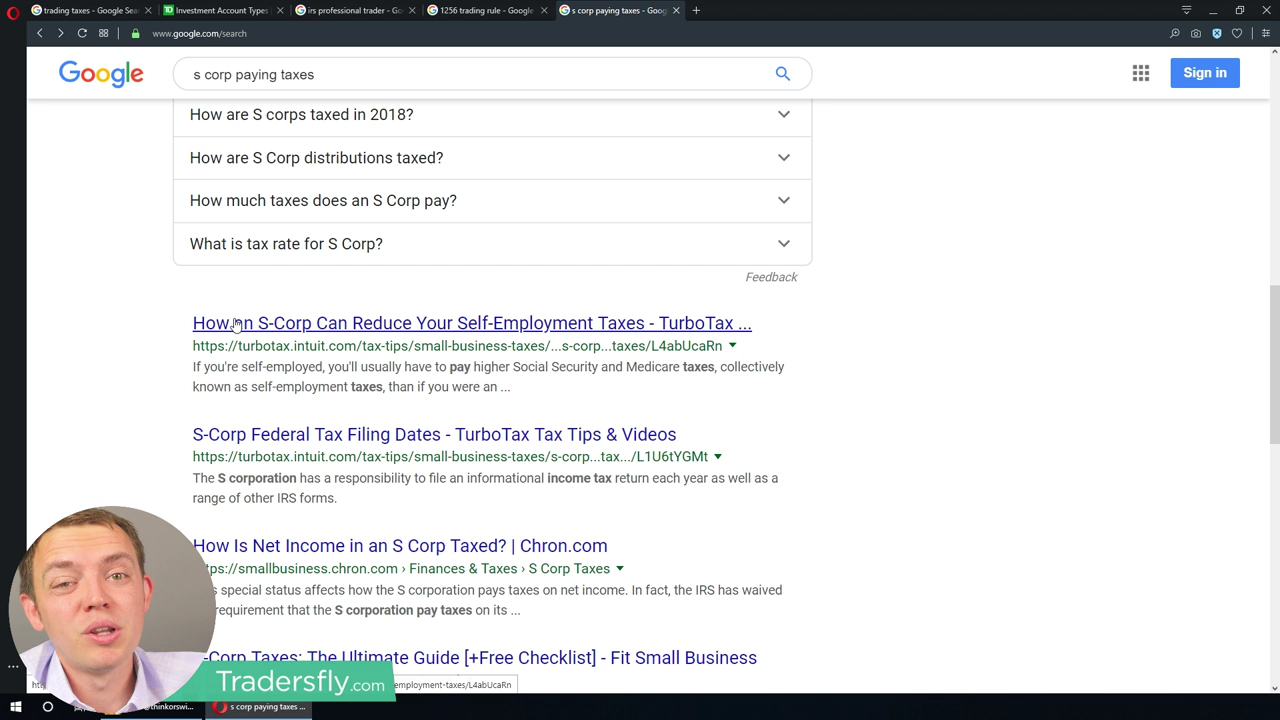 trading taxes - Google Sear
Investment Account Types
irs professional trader - Go
1256 trading rule - Google
s corp paying taxes - Goog
www.google.com/search
Google
s corp paying taxes
Sign in
How are S corps taxed in 2018?
How are S Corp distributions taxed?
How much taxes does an S Corp pay?
What is tax rate for S Corp?
Feedback
How an S-Corp Can Reduce Your Self-Employment Taxes - TurboTax ...
https://turbotax.intuit.com/tax-tips/small-business-taxes/...s-corp...taxes/L4abUcaRn
If you're self-employed, you'll usually have to pay higher Social Security and Medicare taxes, collectively
known as self-employment taxes, than if you were an ...
S-Corp Federal Tax Filing Dates - TurboTax Tax Tips & Videos
https://turbotax.intuit.com/tax-tips/small-business-taxes/s-corp...tax.../L1U6tYGMt
The S corporation has a responsibility to file an informational income tax return each year as well as a
range of other IRS forms.
How Is Net Income in an S Corp Taxed? | Chron.com
tps://smallbusiness.chron.com › Finances & Taxes › S Corp Taxes
s special status affects how the S corporation pays taxes on net income. In fact, the IRS has waived
requirement that the S corporation pay taxes on its ...
-Corp Taxes: The Ultimate Guide [+Free Checklist] - Fit Small Business
Tradersfly.com
employment-taxes/L4abUcaRn
@thinkorswi...
s corp paying taxes ...